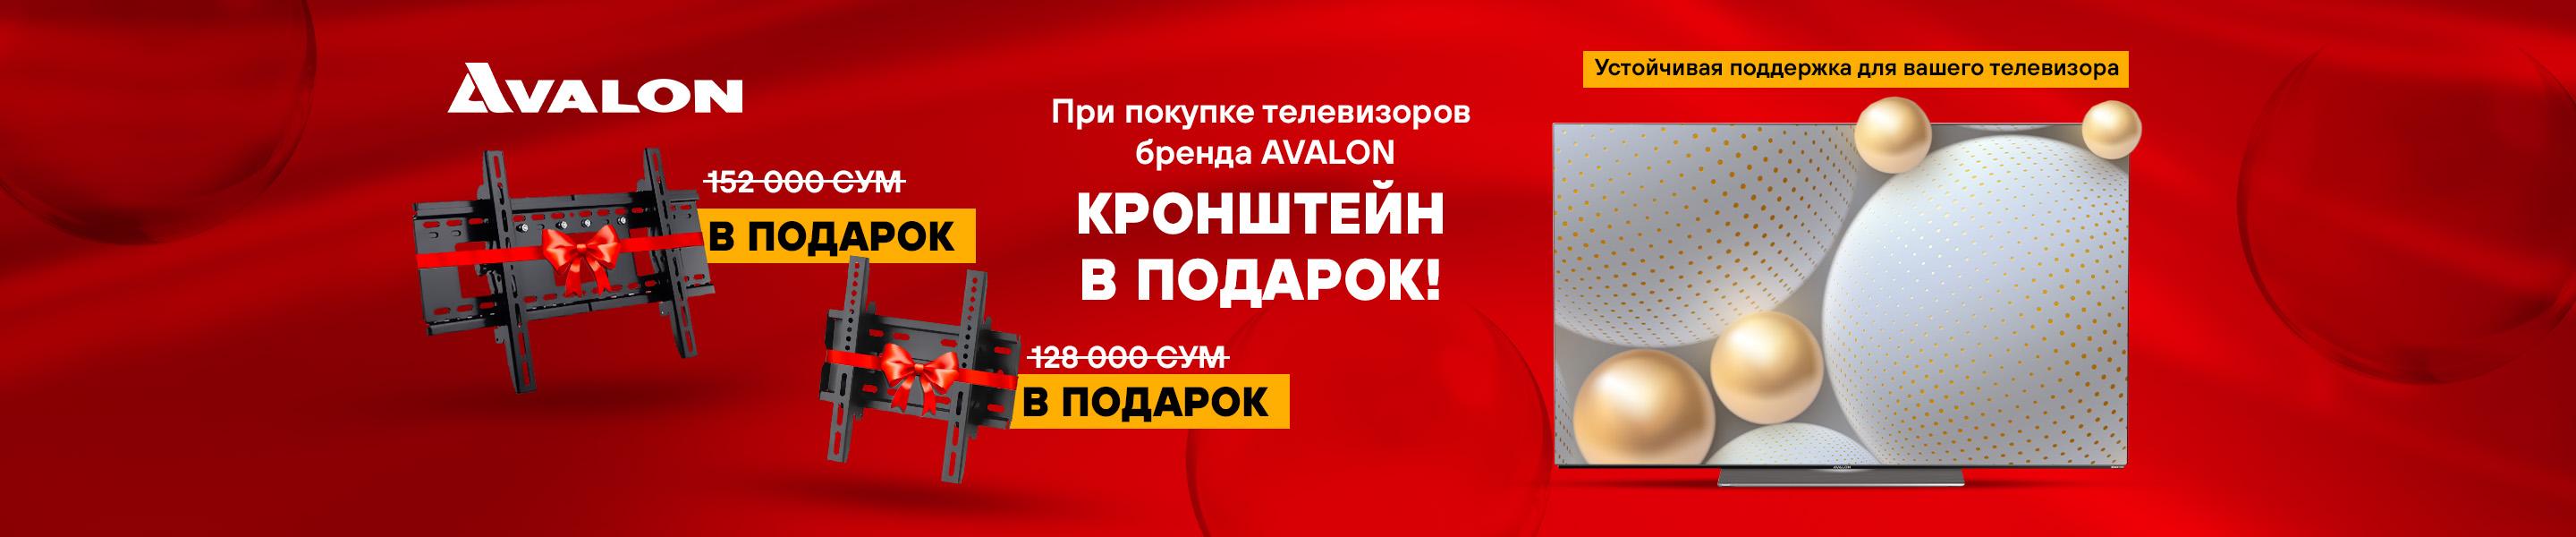 AVALON
152 000 СУМ
В ПОДАРОК
128 000 СУМ
В ПОДАРОК
При покупке телевизоров
бренда AVALON
КРОНШТЕЙН
В ПОДАРОК!
Устойчивая поддержка для вашего телевизора
AVALON